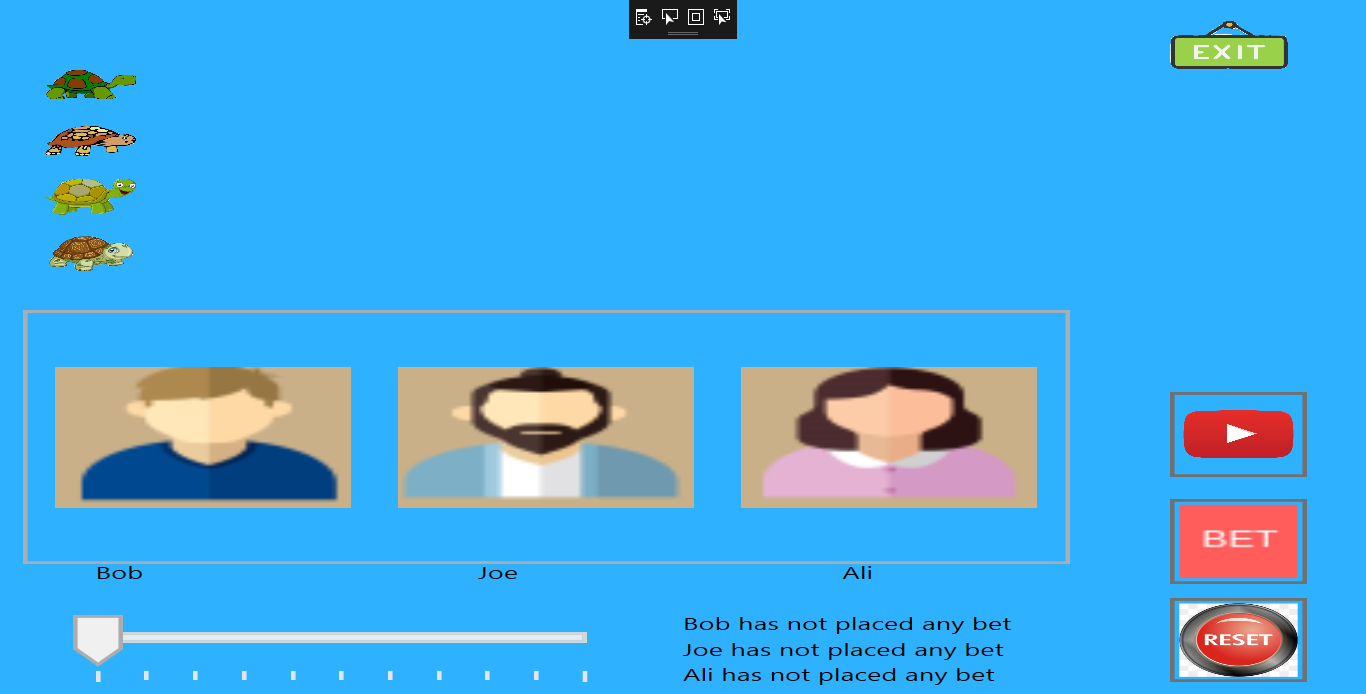 EXIT
BET
Bob
Joe
Ali
Bob has not placed any bet
Joe has not placed any bet
Ali has not placed any bet
RESET